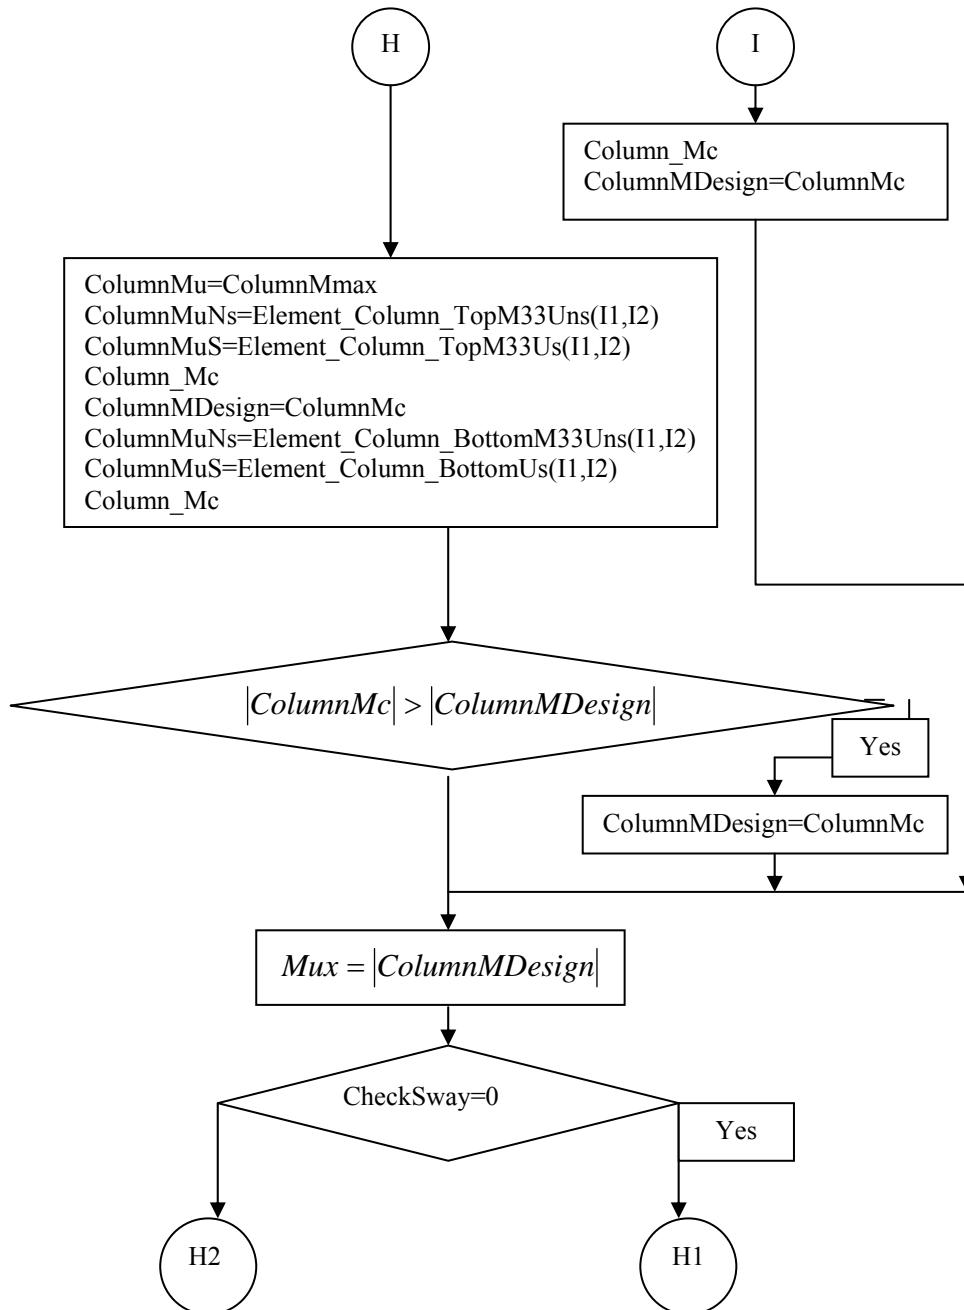 H
I
Column_Mc
ColumnMDesign=ColumnMc
ColumnMu=ColumnMmax
ColumnMuNs=Element_Column_TopM33Uns(I1,I2)
ColumnMuS=Element_Column_TopM33Us(I1,I2)
Column_Mc
ColumnMDesign=ColumnMc
ColumnMuNs=Element_Column_BottomM33Uns(I1,I2)
ColumnMuS=Element_Column_BottomUs(I1,I2)
Column_Mc
|ColumnMc| > |ColumnMDesign|
Yes
ColumnMDesign=ColumnMc
Mux = |ColumnMDesign|
CheckSway=0
Yes
H2
H1